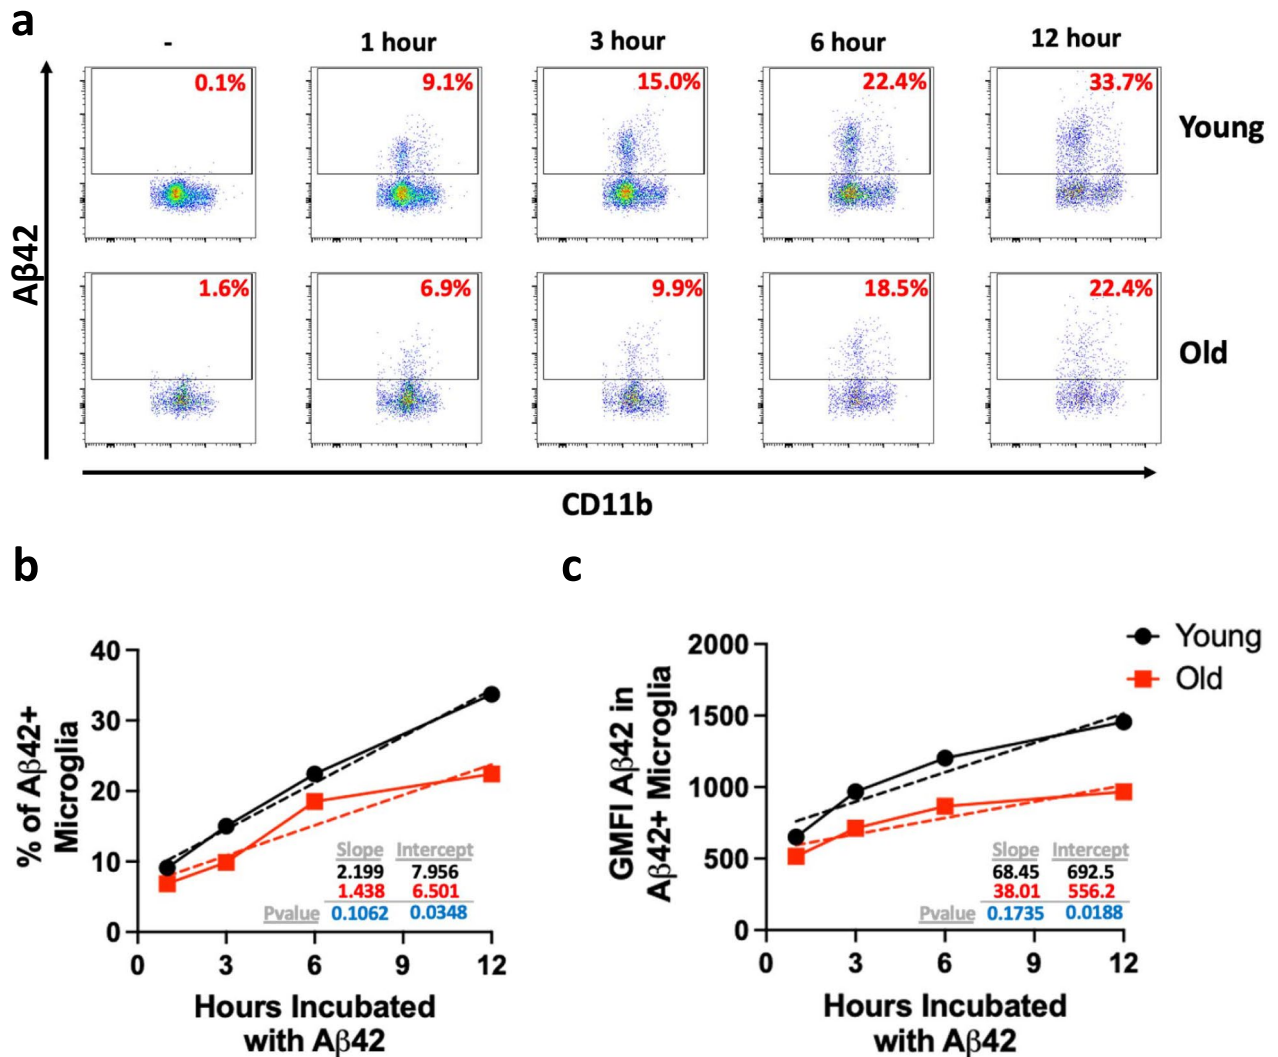 a
- 1 hour 3 hour 6 hour 12 hour
0.1% 9.1% 15.0% 22.4% 33.7%
Young
Aβ42
1.6% 6.9% 9.9% 18.5% 22.4%
Old
CD11b
b
% of Aβ42+
Microglia
40
30
20
10
0
Slope Intercept
2.199 7.956
1.438 6.501
Pvalue 0.1062 0.0348
0 3 6 9 12
Hours Incubated
with Aβ42
c
GMFI Aβ42 in
Aβ42+ Microglia
2000
1500
1000
500
0
Young
Old
Slope Intercept
68.45 692.5
38.01 556.2
Pvalue 0.1735 0.0188
0 3 6 9 12
Hours Incubated
with Aβ42